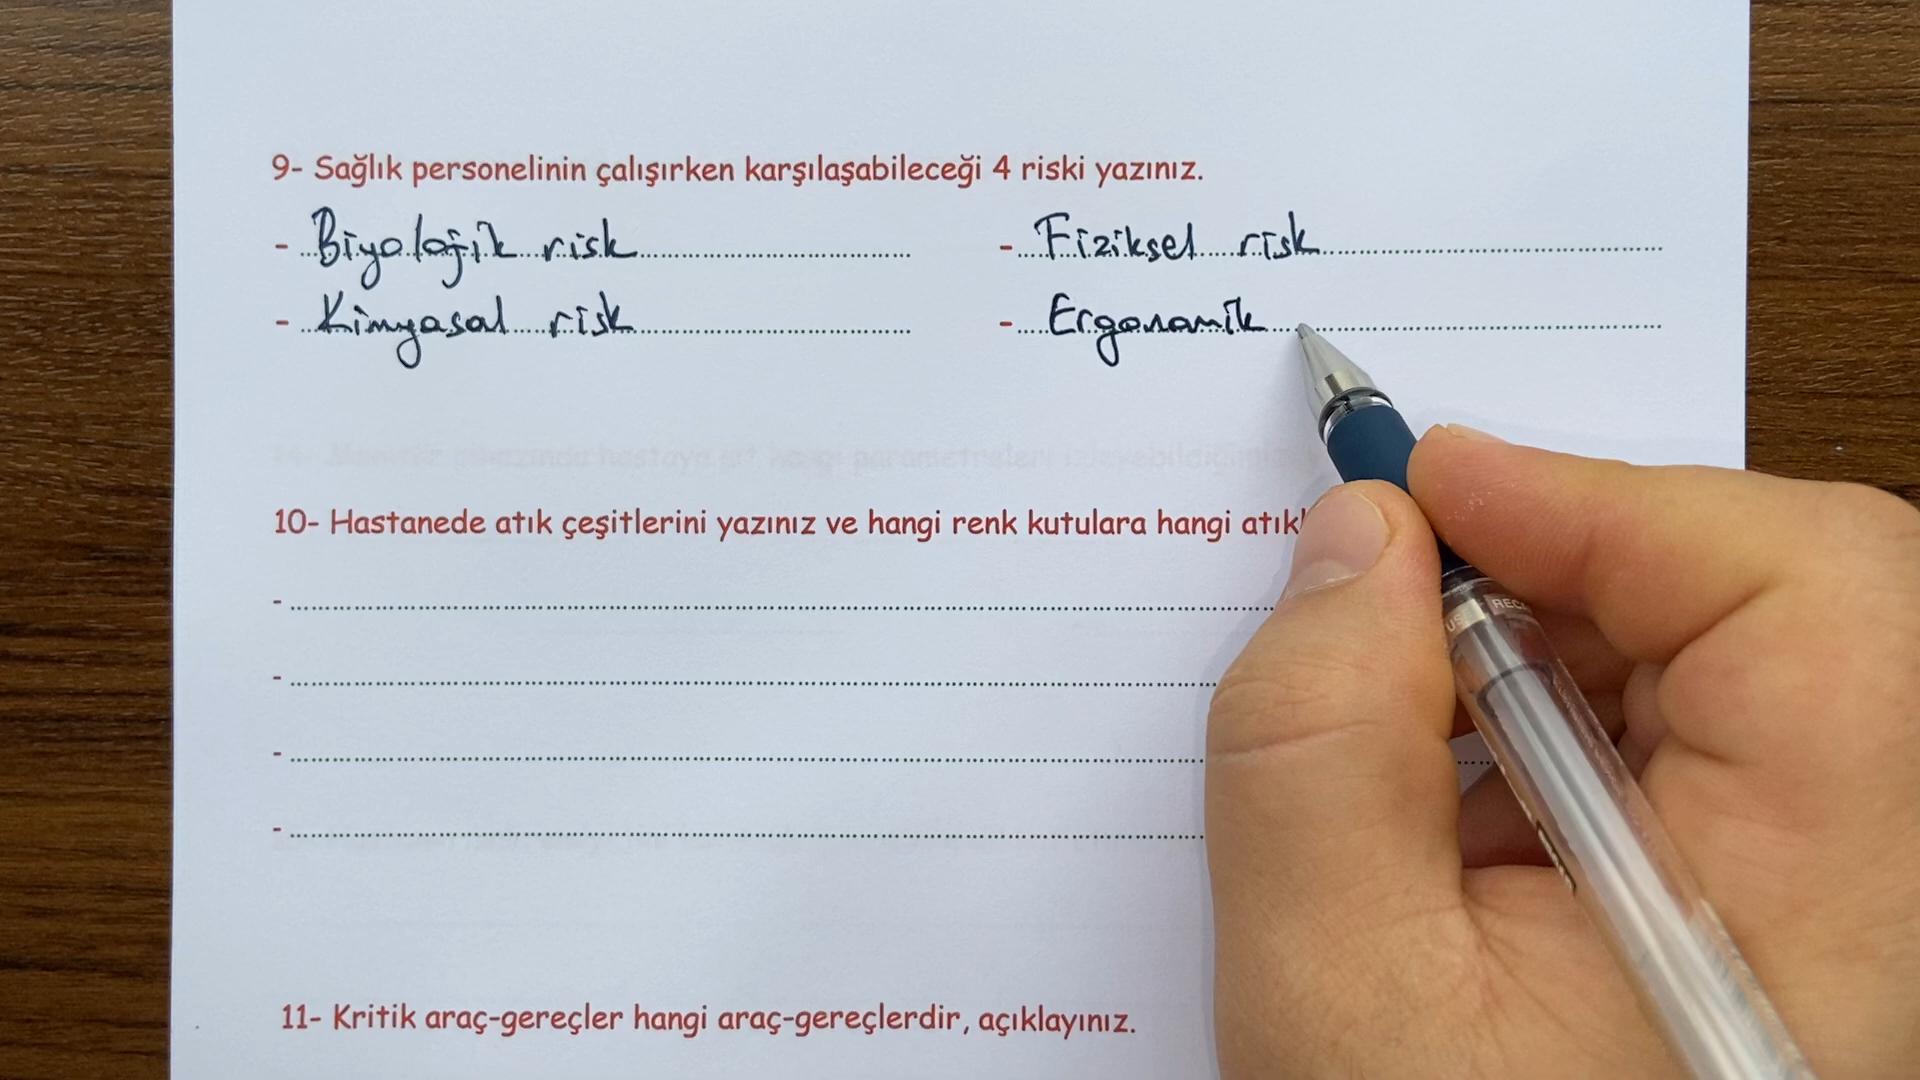 9- Sağlık personelinin çalışırken karşılaşabileceği 4 riski yazınız.
- Biyolojik risk
- Fiziksel risk
- Kimyasal risk
- Ergonomik
10- Hastanede atık çeşitlerini yazınız ve hangi renk kutulara hangi
-
-
-
-
11- Kritik araç-gereçler hangi araç-gereçlerdir, açıklayınız.